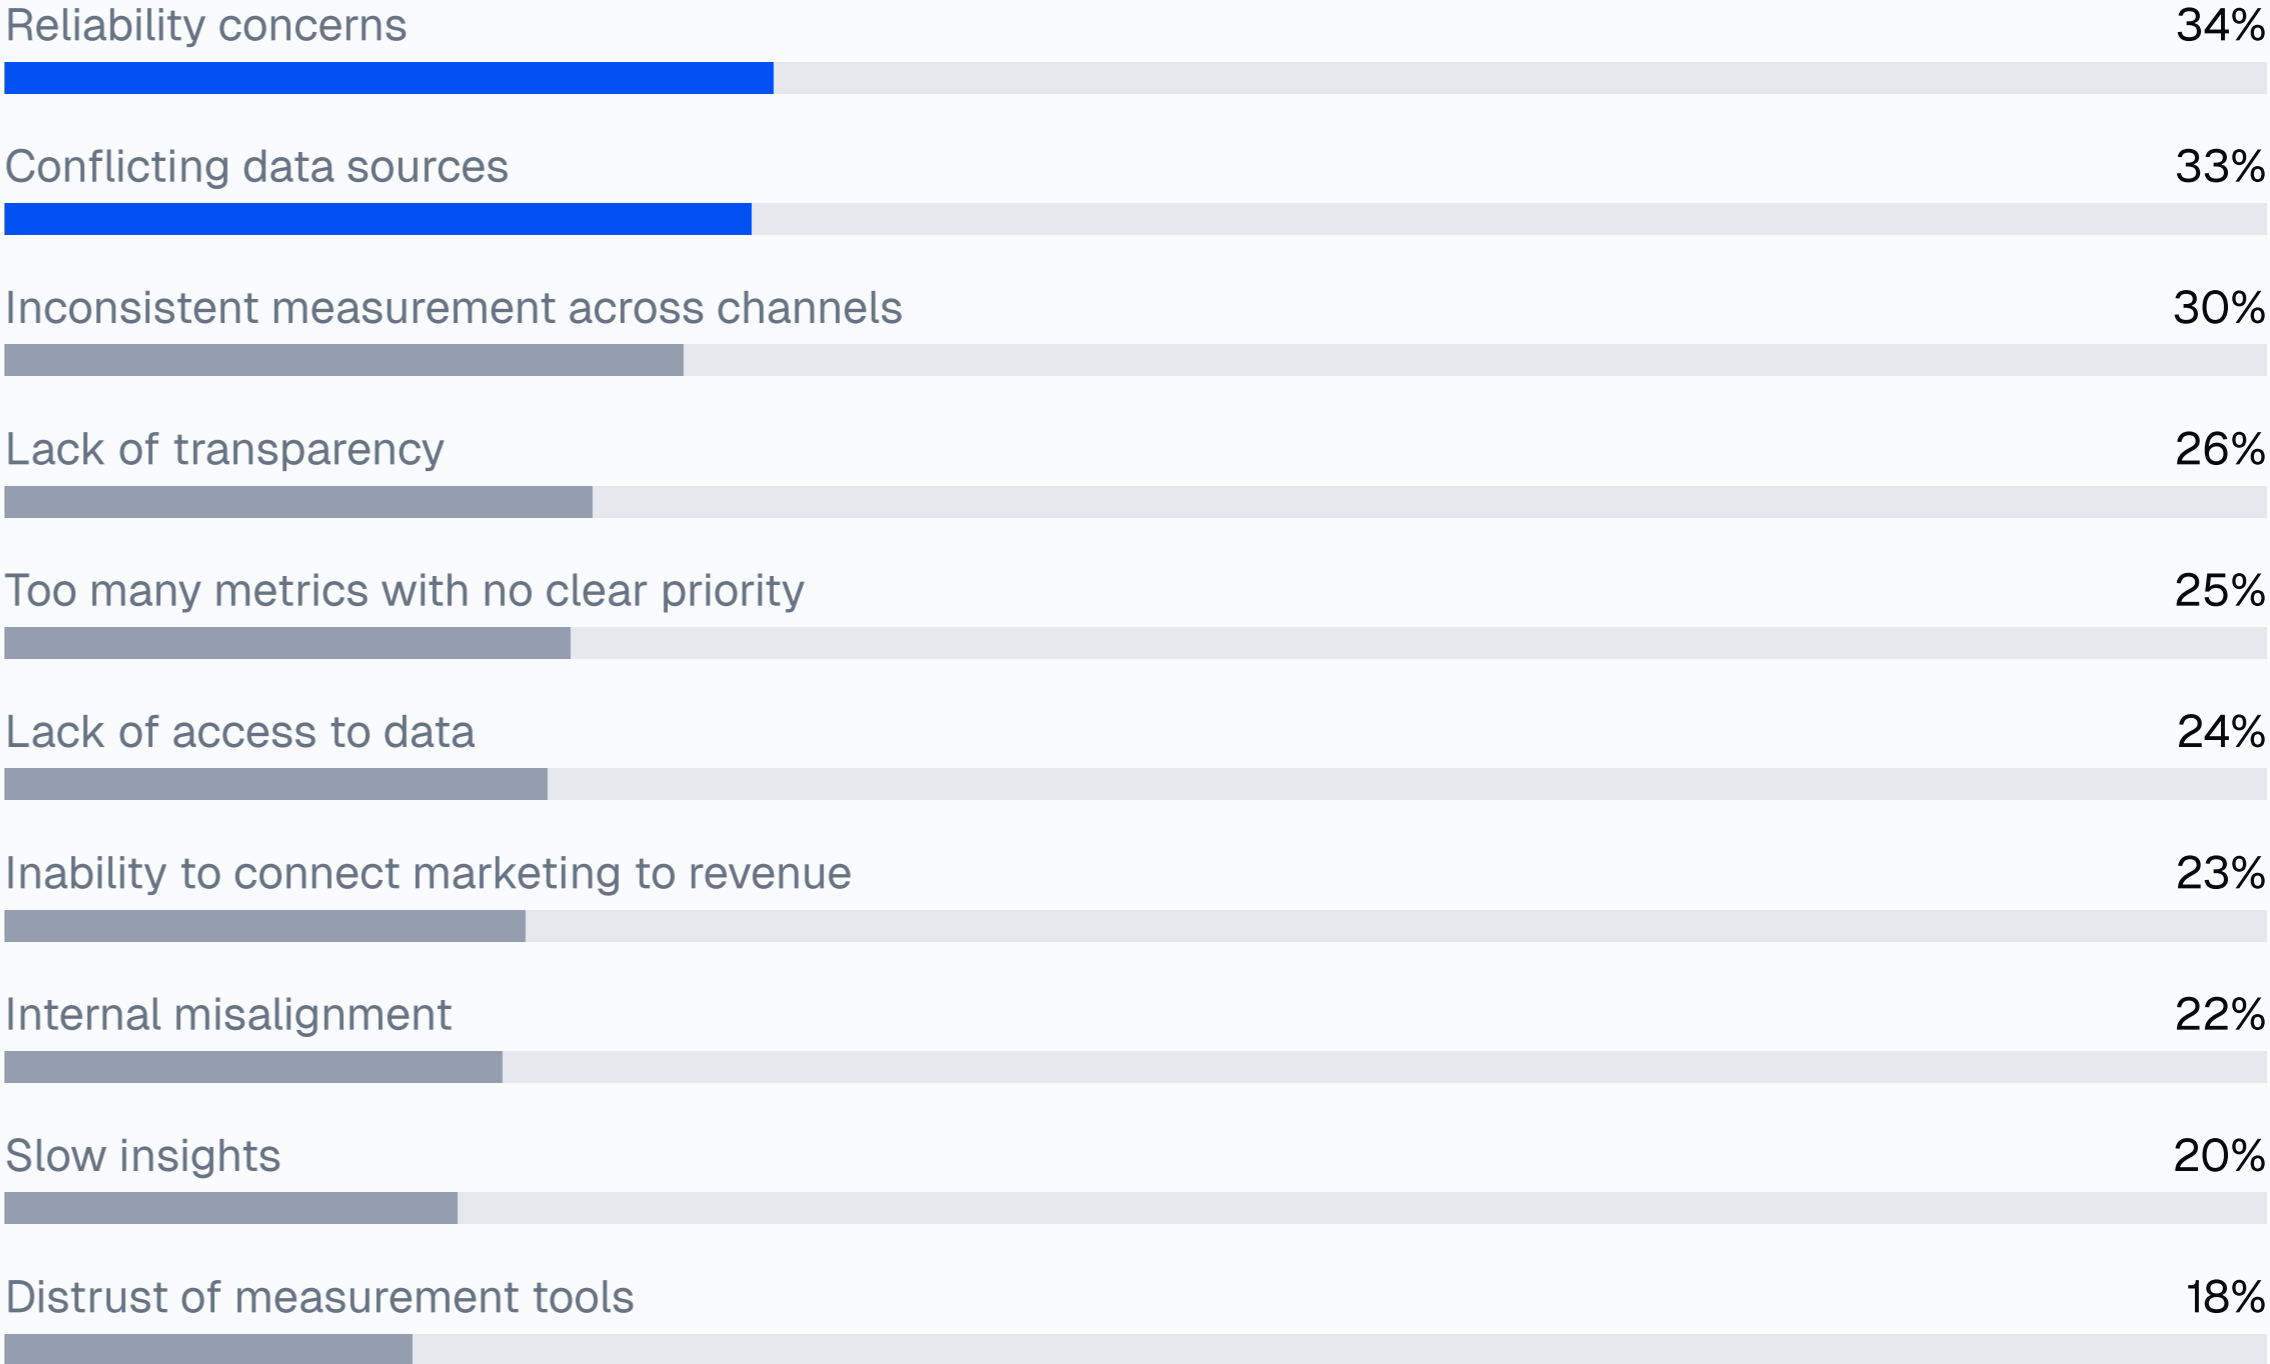 Reliability concerns 34%
Conflicting data sources 33%
Inconsistent measurement across channels 30%
Lack of transparency 26%
Too many metrics with no clear priority 25%
Lack of access to data 24%
Inability to connect marketing to revenue 23%
Internal misalignment 22%
Slow insights 20%
Distrust of measurement tools 18%